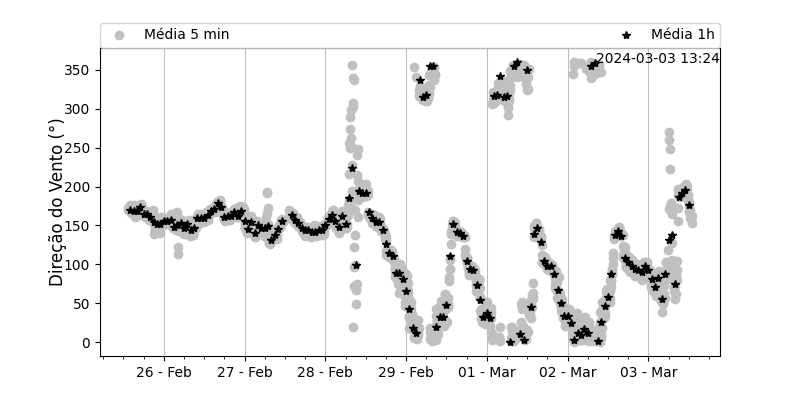 Média 5 min
Média 1h
2024-03-03 13:24
Direção do Vento (°)
350
300
250
200
150
100
50
0
26 - Feb
27 - Feb
28 - Feb
29 - Feb
01 - Mar
02 - Mar
03 - Mar